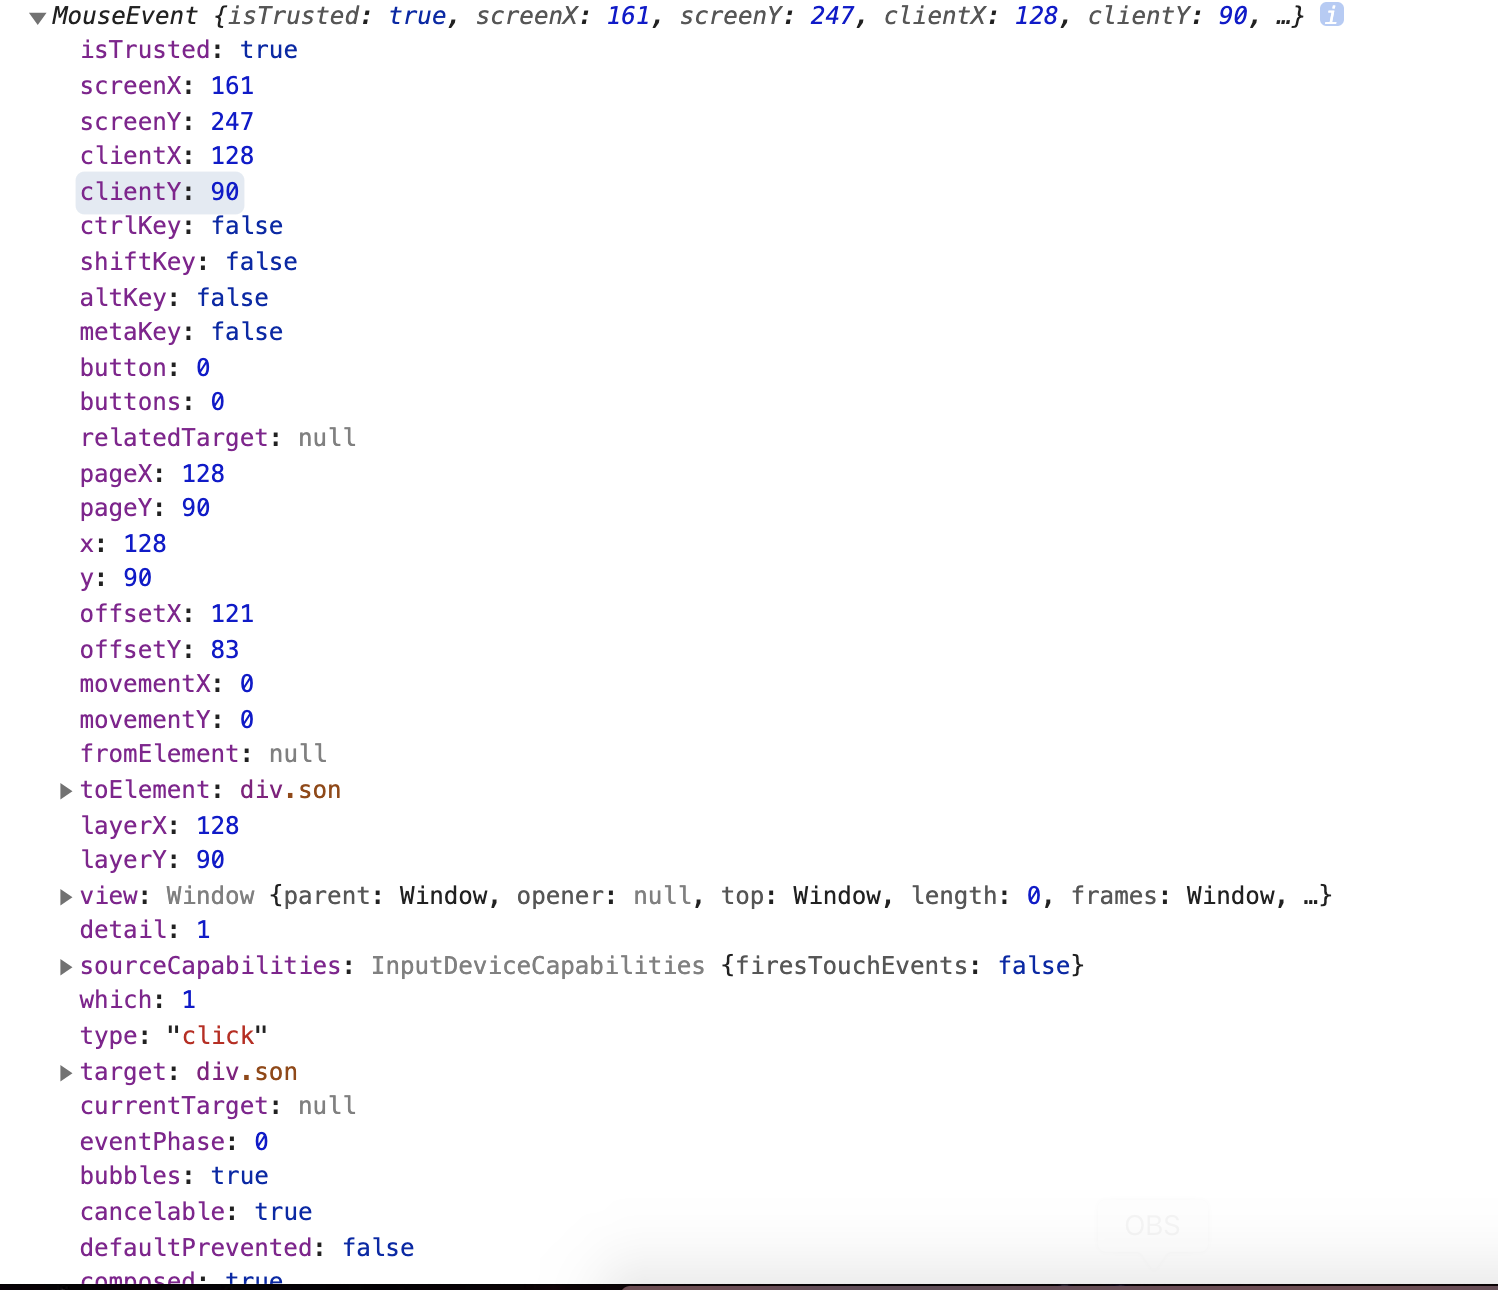 ▼MouseEvent {isTrusted: true, screenX: 161, screenY: 247, clientX: 128, clientY: 90, …} i
isTrusted: true
screenX: 161
screenY: 247
clientX: 128
clientY: 90
ctrlKey: false
shiftKey: false
altKey: false
metaKey: false
button: 0
buttons: 0
relatedTarget: null
pageX: 128
pageY: 90
x: 128
y: 90
offsetX: 121
offsetY: 83
movementX: 0
movementY: 0
fromElement: null
▶toElement: div.son
layerX: 128
layerY: 90
▶view: Window {parent: Window, opener: null, top: Window, length: 0, frames: Window, …}
detail: 1
▶sourceCapabilities: InputDeviceCapabilities {firesTouchEvents: false}
which: 1
type: "click"
▶target: div.son
currentTarget: null
eventPhase: 0
bubbles: true
cancelable: true
OBS
defaultPrevented: false
composed: true